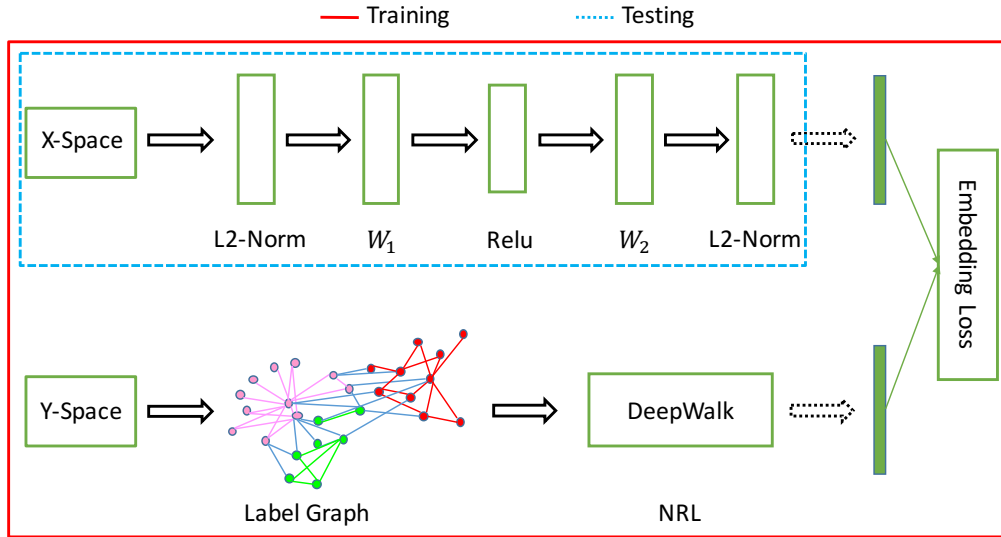 Training
Testing
X-Space
L2-Norm
W₁
Relu
W₂
L2-Norm
Embedding Loss
Y-Space
DeepWalk
Label Graph
NRL